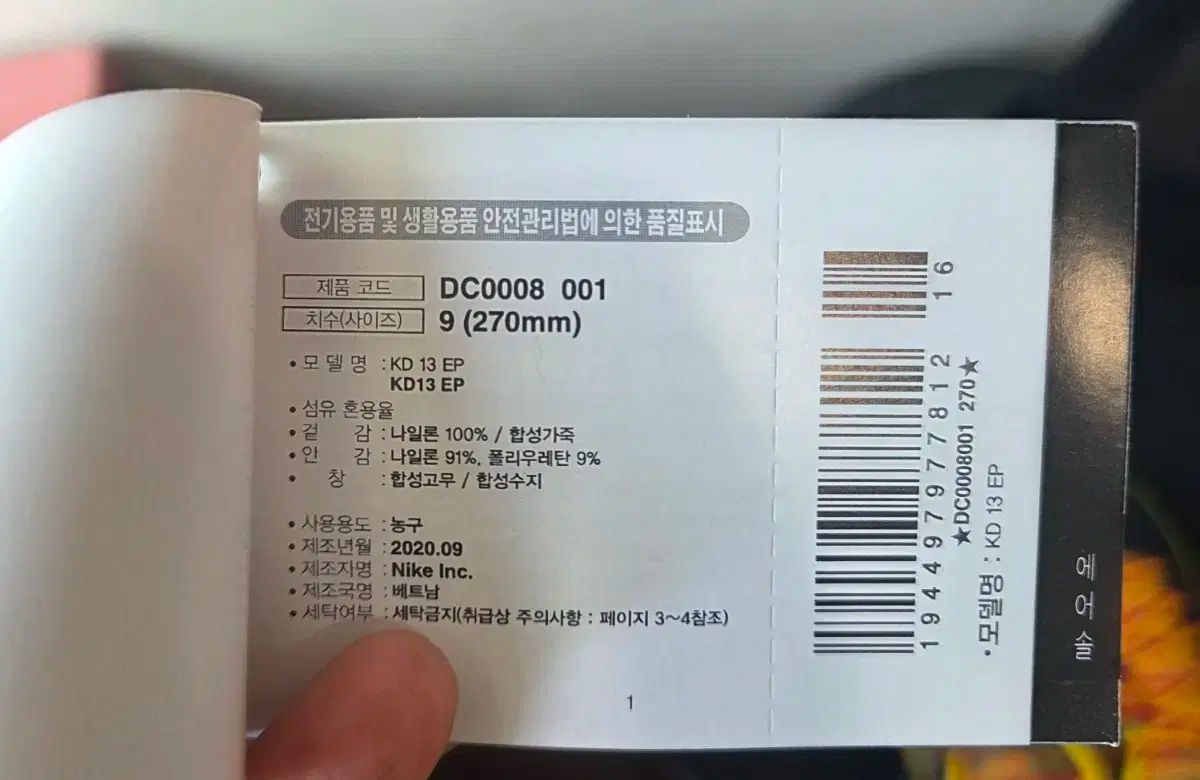 전기용품 및 생활용품 안전관리법에 의한 품질표시
제품 코드 DC0008 001
치수(사이즈) 9 (270mm)
• 모 델 명 : KD 13 EP
KD13 EP
• 섬유 혼용율
• 겉 감 : 나일론 100% / 합성가죽
• 안 감 : 나일론 91%, 폴리우레탄 9%
• 창 : 합성고무 / 합성수지
• 사용용도 : 농구
• 제조년월 : 2020.09
• 제조자명 : Nike Inc.
• 제조국명 : 베트남
• 세탁여부 : 세탁금지(취급상 주의사항 : 페이지 3~4참조)
1
194497977812
16
★DC0008001 270★
•모델명 : KD 13 EP
에어솔